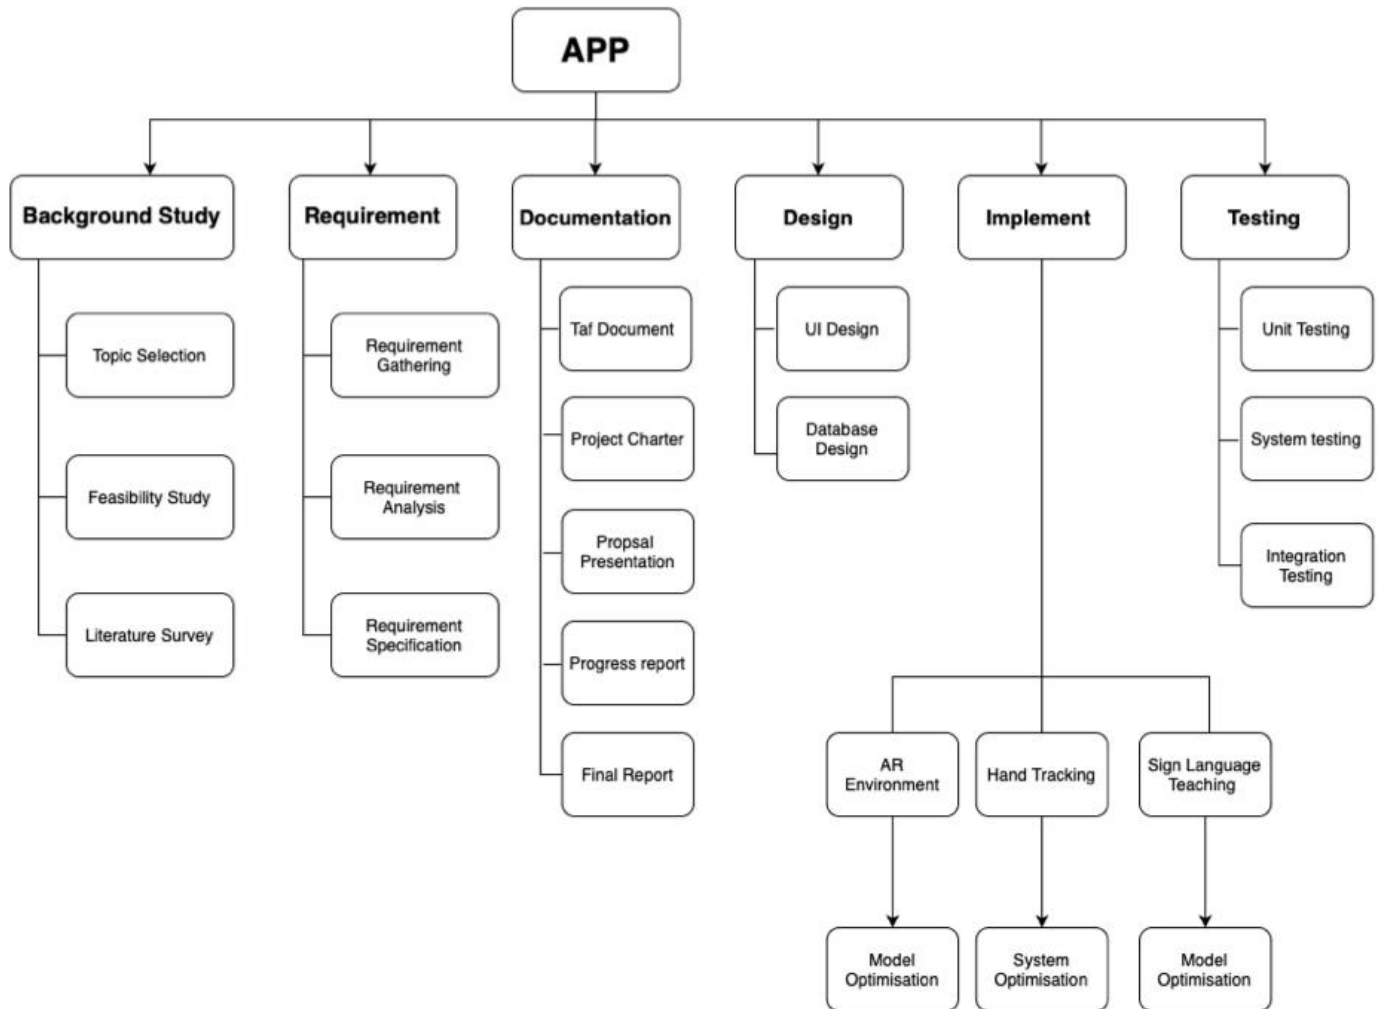 APP
Background Study
Requirement
Documentation
Design
Implement
Testing
Topic Selection
Feasibility Study
Literature Survey
Requirement
Gathering
Requirement
Analysis
Requirement
Specification
Taf Document
Project Charter
Propsal
Presentation
Progress report
Final Report
UI Design
Database
Design
AR
Environment
Hand Tracking
Sign Language
Teaching
Model
Optimisation
System
Optimisation
Model
Optimisation
Unit Testing
System testing
Integration
Testing